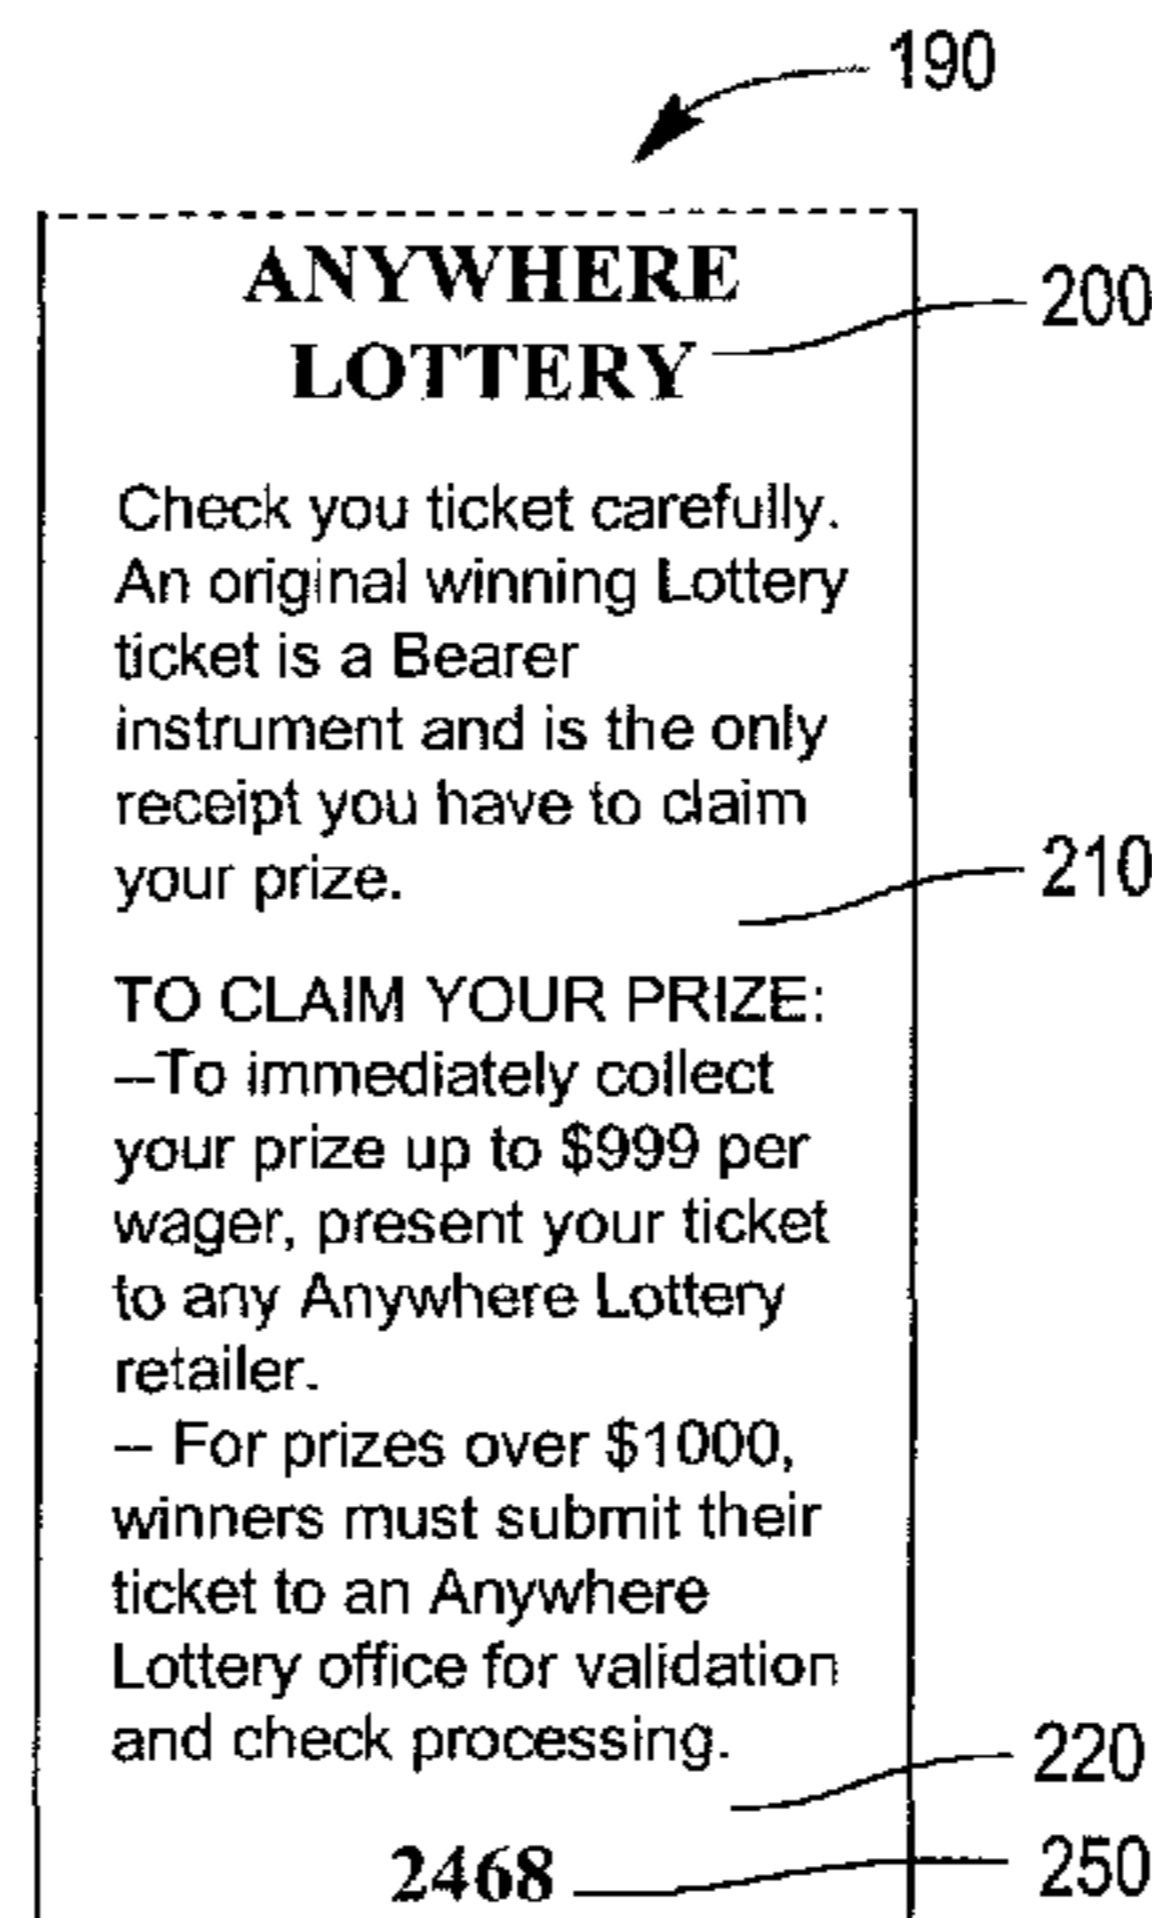 190
ANYWHERE
LOTTERY
200
Check you ticket carefully.
An original winning Lottery
ticket is a Bearer
instrument and is the only
receipt you have to claim
your prize.
210
TO CLAIM YOUR PRIZE:
--To immediately collect
your prize up to $999 per
wager, present your ticket
to any Anywhere Lottery
retailer.
-- For prizes over $1000,
winners must submit their
ticket to an Anywhere
Lottery office for validation
and check processing.
220
2468
250